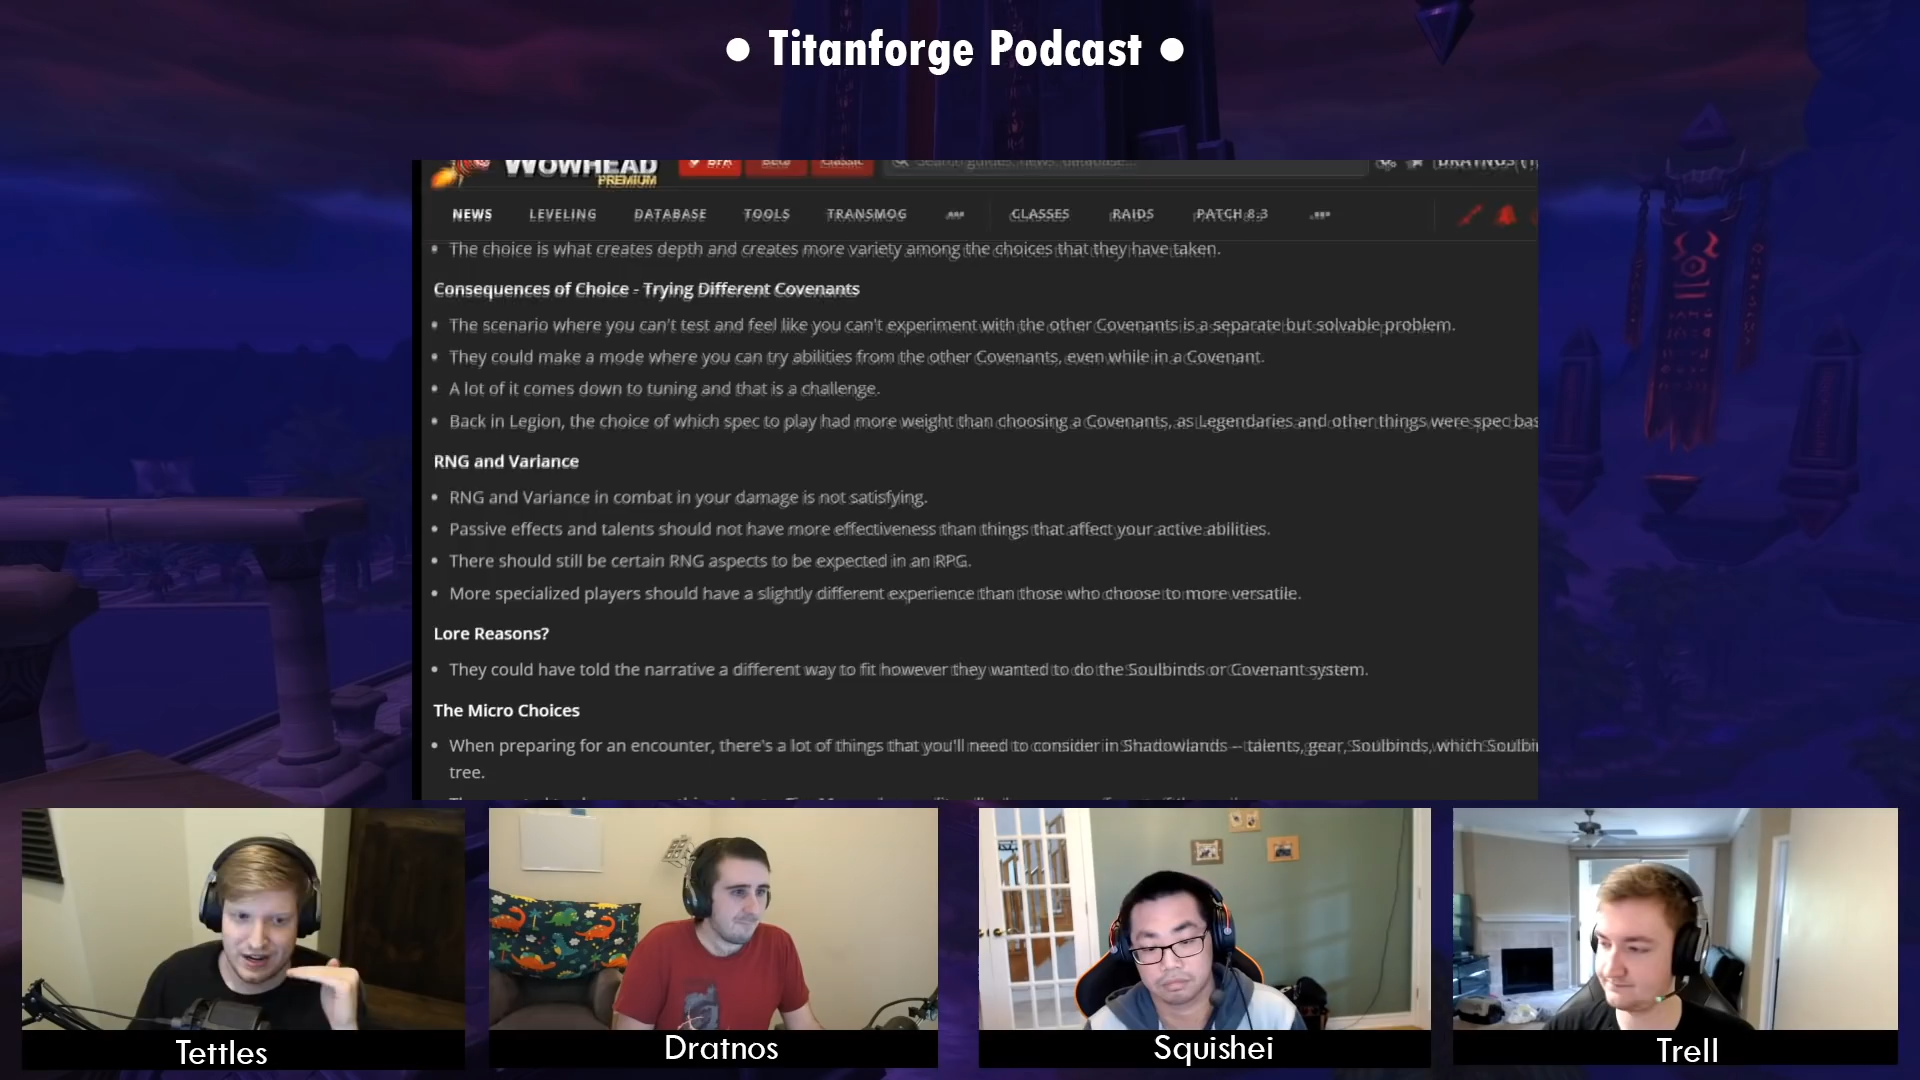 • Titanforge Podcast •
WOWHEAD
PREMIUM
BFA Beta Classic Search guides, news, database...
NEWS LEVELING DATABASE TOOLS TRANSMOG ••• CLASSES RAIDS PATCH 8.3 •••
• The choice is what creates depth and creates more variety among the choices that they have taken.
Consequences of Choice - Trying Different Covenants
• The scenario where you can't test and feel like you can't experiment with the other Covenants is a separate but solvable problem.
• They could make a mode where you can try abilities from the other Covenants, even while in a Covenant.
• A lot of it comes down to tuning and that is a challenge.
• Back in Legion, the choice of which spec to play had more weight than choosing a Covenants, as Legendaries and other things were spec bas
RNG and Variance
• RNG and Variance in combat in your damage is not satisfying.
• Passive effects and talents should not have more effectiveness than things that affect your active abilities.
• There should still be certain RNG aspects to be expected in an RPG.
• More specialized players should have a slightly different experience than those who choose to more versatile.
Lore Reasons?
• They could have told the narrative a different way to fit however they wanted to do the Soulbinds or Covenant system.
The Micro Choices
• When preparing for an encounter, there's a lot of things that you'll need to consider in Shadowlands – talents, gear, Soulbinds, which Soulbi
tree.
Tettles
Dratnos
Squishei
Trell